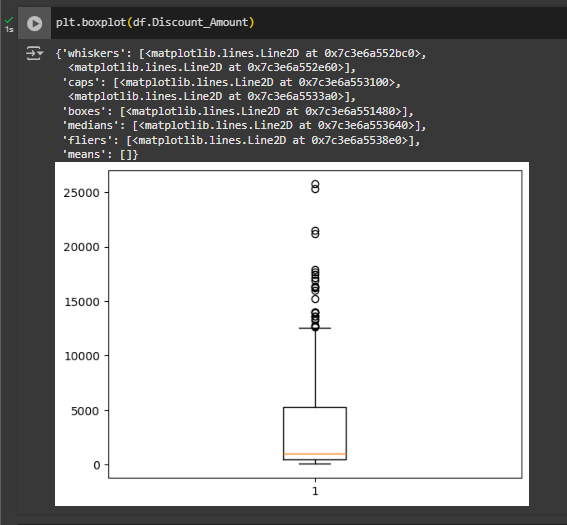 plt.boxplot(df.Discount_Amount)
1s
{'whiskers': [<matplotlib.lines.Line2D at 0x7c3e6a552bc0>,
<matplotlib.lines.Line2D at 0x7c3e6a552e60>],
'caps': [<matplotlib.lines.Line2D at 0x7c3e6a553100>,
<matplotlib.lines.Line2D at 0x7c3e6a5533a0>],
'boxes': [<matplotlib.lines.Line2D at 0x7c3e6a551480>],
'medians': [<matplotlib.lines.Line2D at 0x7c3e6a553640>],
'fliers': [<matplotlib.lines.Line2D at 0x7c3e6a5538e0>],
'means': []}
25000
20000
15000
10000
5000
0
1